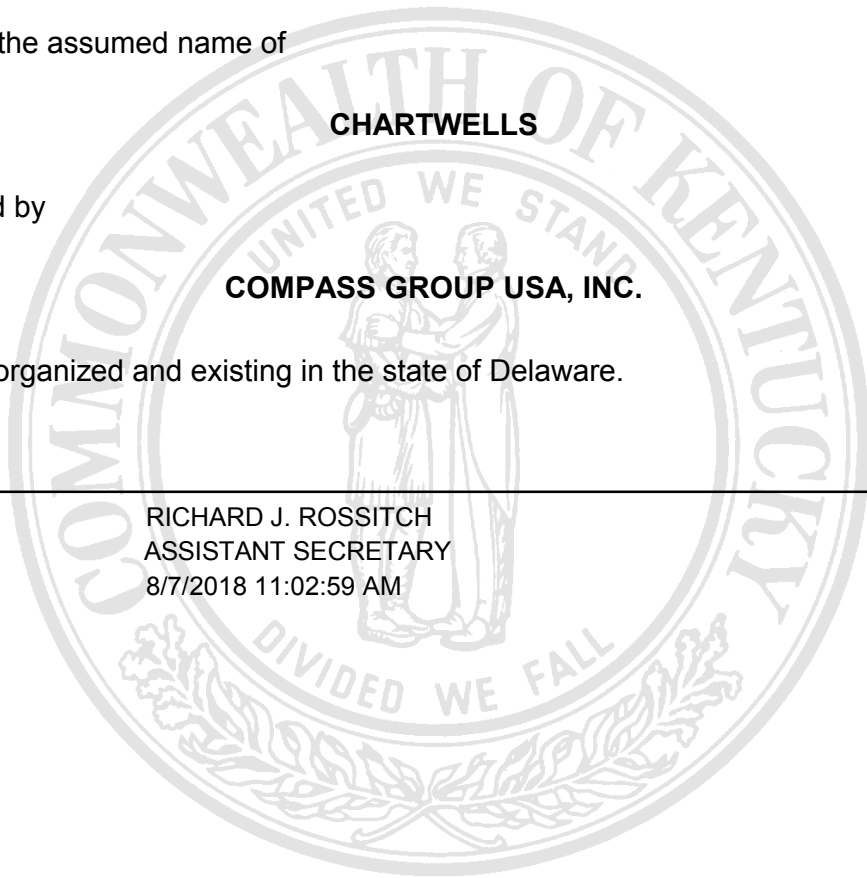 the assumed name of
CHARTWELLS
d by
COMPASS GROUP USA, INC.
organized and existing in the state of Delaware.
RICHARD J. ROSSITCH
ASSISTANT SECRETARY
8/7/2018 11:02:59 AM
COMMONWEALTH OF KENTUCKY
UNITED WE STAND
DIVIDED WE FALL